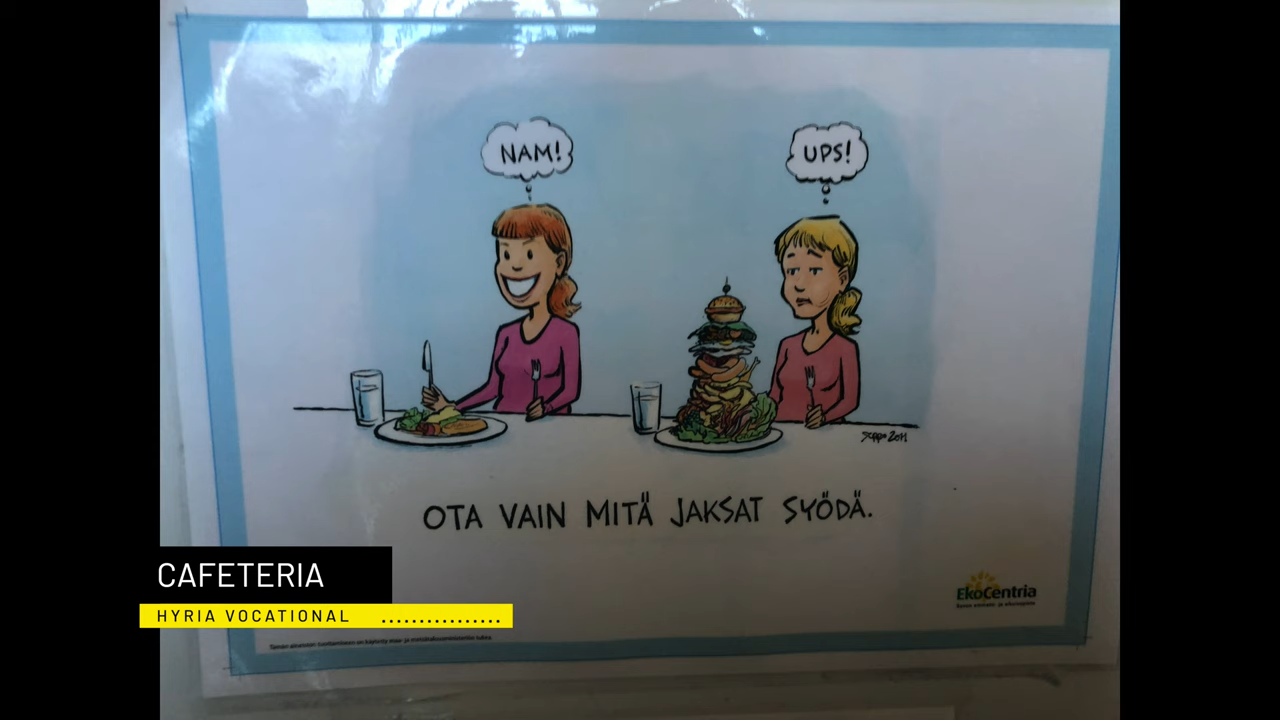 NAM!
UPS!
SEPPO 2011
OTA VAIN MITÄ JAKSAT SYÖDÄ.
EkoCentria
CAFETERIA
HYRIA VOCATIONAL ................